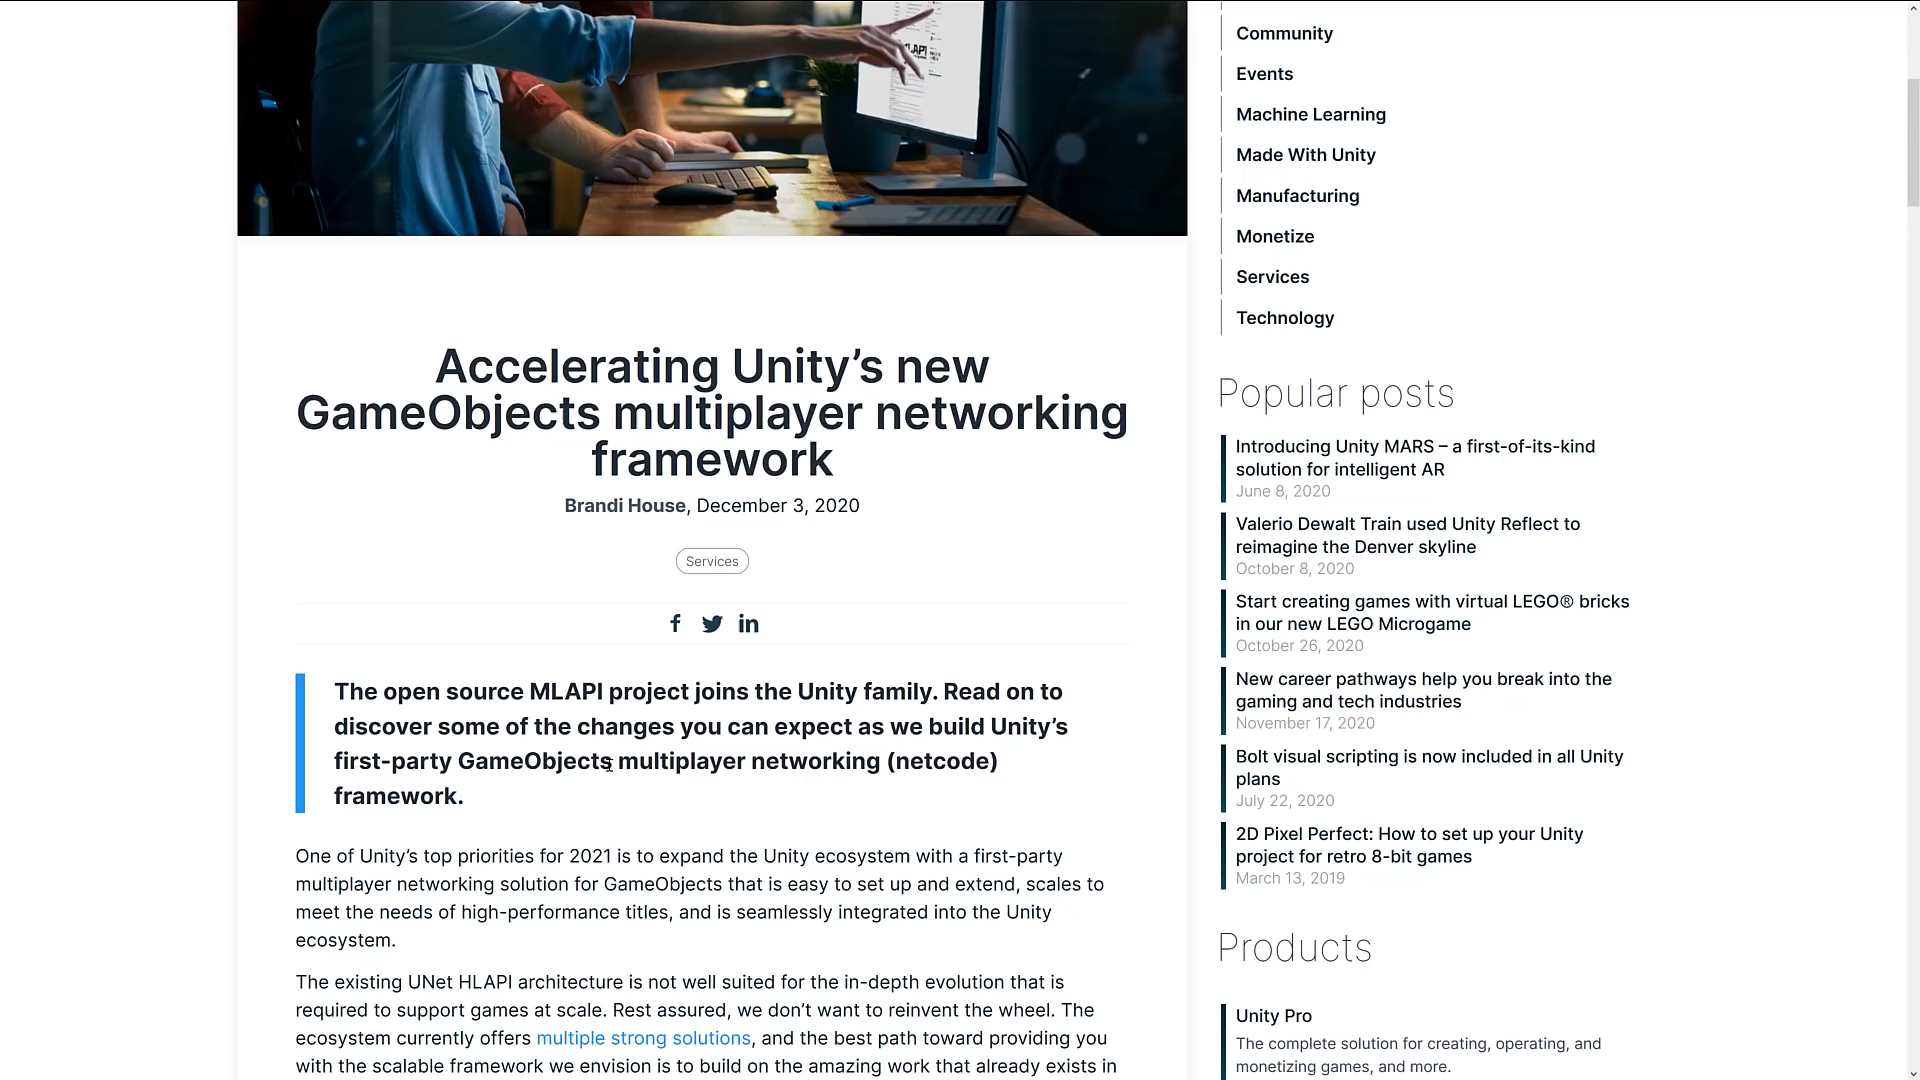 MLAPI
Accelerating Unity’s new
GameObjects multiplayer networking
framework
Brandi House, December 3, 2020
Services
The open source MLAPI project joins the Unity family. Read on to
discover some of the changes you can expect as we build Unity’s
first-party GameObjects multiplayer networking (netcode)
framework.
One of Unity’s top priorities for 2021 is to expand the Unity ecosystem with a first-party
multiplayer networking solution for GameObjects that is easy to set up and extend, scales to
meet the needs of high-performance titles, and is seamlessly integrated into the Unity
ecosystem.
The existing UNet HLAPI architecture is not well suited for the in-depth evolution that is
required to support games at scale. Rest assured, we don’t want to reinvent the wheel. The
ecosystem currently offers multiple strong solutions, and the best path toward providing you
with the scalable framework we envision is to build on the amazing work that already exists in
Community
Events
Machine Learning
Made With Unity
Manufacturing
Monetize
Services
Technology
Popular posts
Introducing Unity MARS – a first-of-its-kind
solution for intelligent AR
June 8, 2020
Valerio Dewalt Train used Unity Reflect to
reimagine the Denver skyline
October 8, 2020
Start creating games with virtual LEGO® bricks
in our new LEGO Microgame
October 26, 2020
New career pathways help you break into the
gaming and tech industries
November 17, 2020
Bolt visual scripting is now included in all Unity
plans
July 22, 2020
2D Pixel Perfect: How to set up your Unity
project for retro 8-bit games
March 13, 2019
Products
Unity Pro
The complete solution for creating, operating, and
monetizing games, and more.